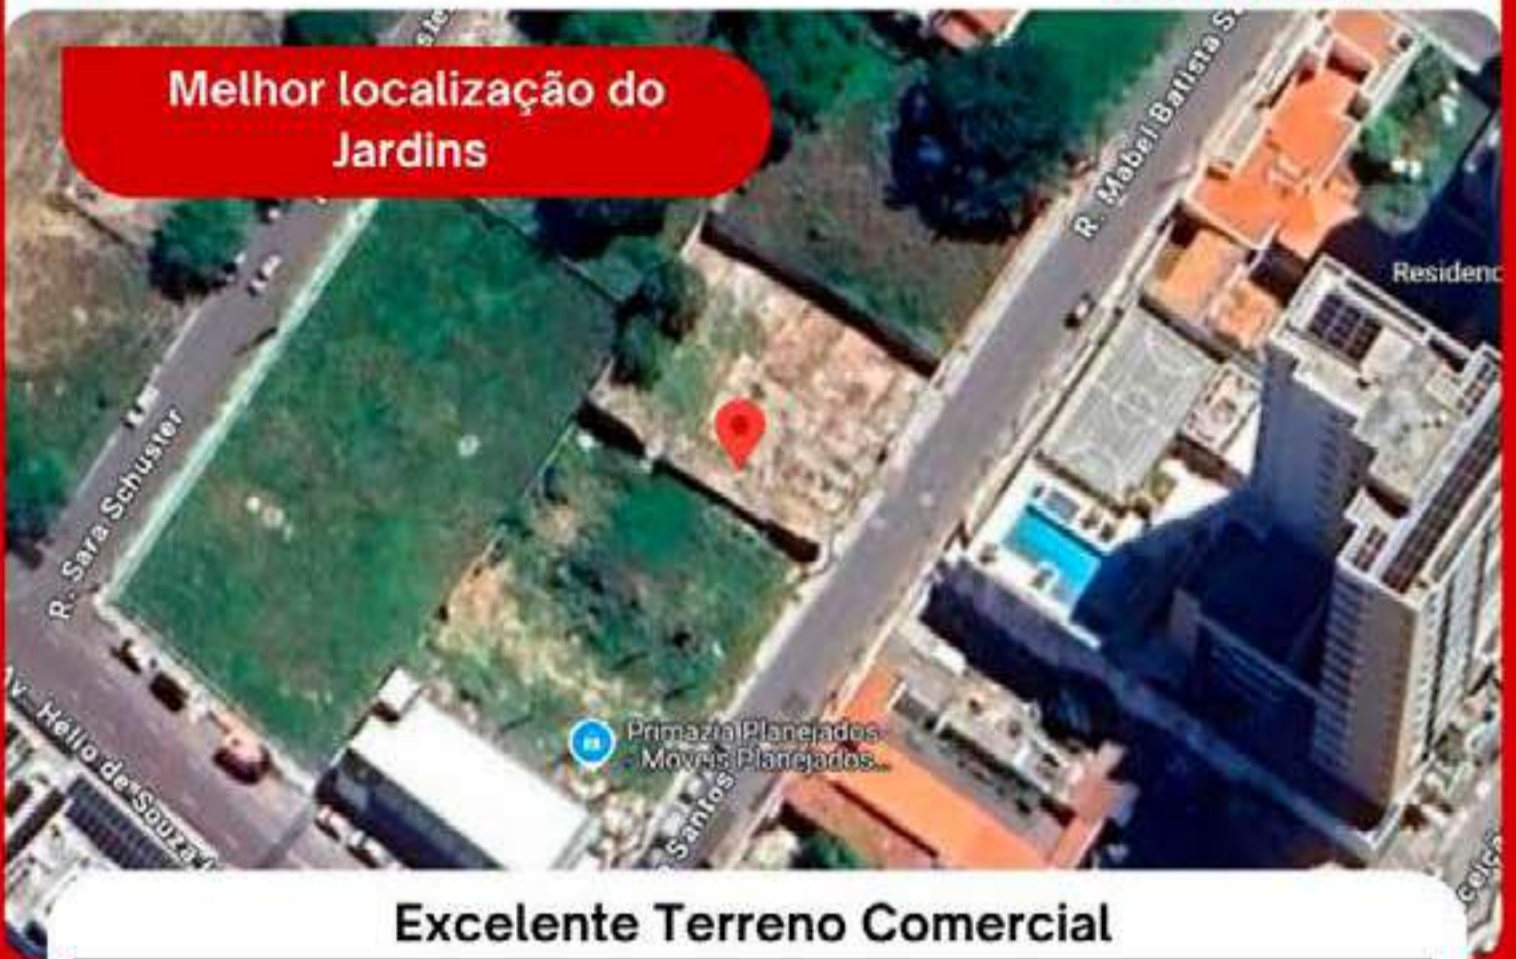 Melhor localização do
Jardins
R. Mabel Batista S
Residenc
R. Sara Schuster
Av. Hélio de Souza
Primazia Planejados
- Móveis Planejados...
Santos
Excelente Terreno Comercial